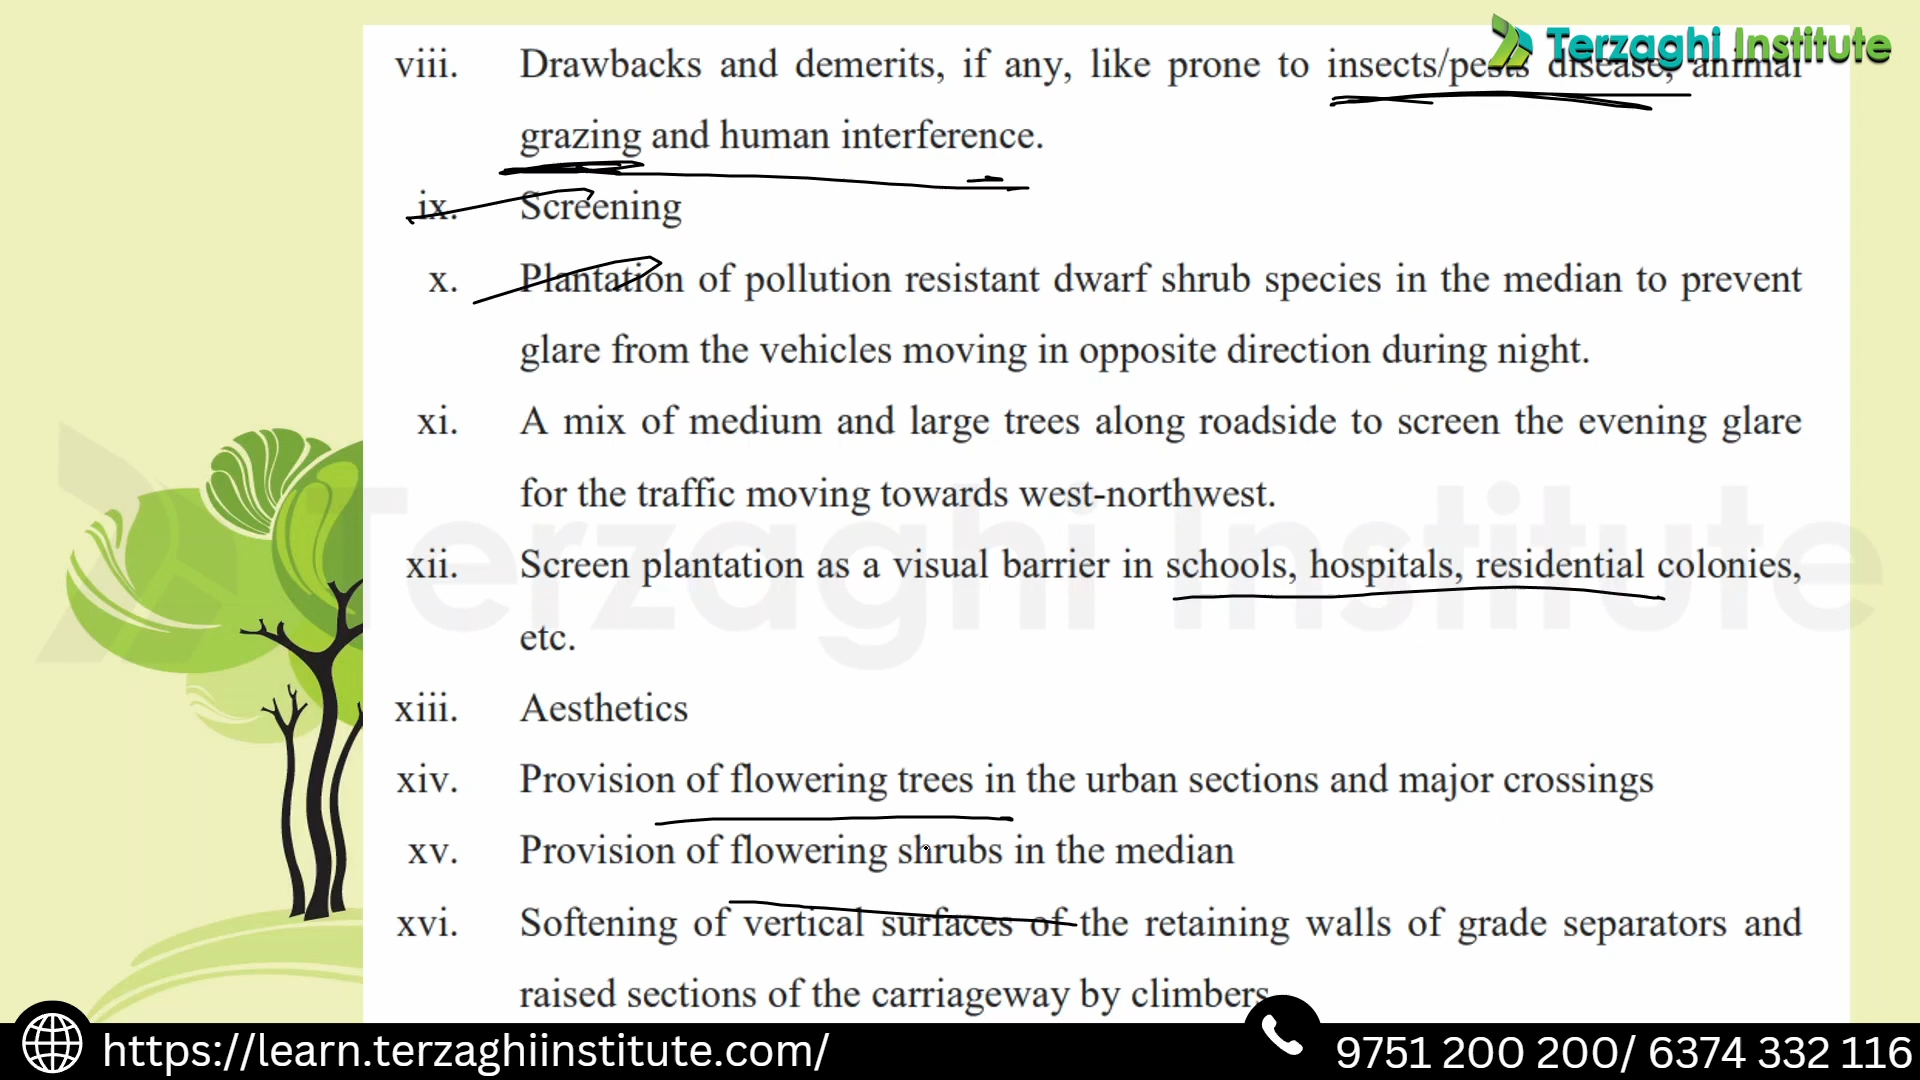 Terzaghi Institute
viii. Drawbacks and demerits, if any, like prone to insects/pests disease, animal
grazing and human interference.
ix. Screening
x. Plantation of pollution resistant dwarf shrub species in the median to prevent
glare from the vehicles moving in opposite direction during night.
xi. A mix of medium and large trees along roadside to screen the evening glare
for the traffic moving towards west-northwest.
Terzaghi Institute
xii. Screen plantation as a visual barrier in schools, hospitals, residential colonies,
etc.
xiii. Aesthetics
xiv. Provision of flowering trees in the urban sections and major crossings
xv. Provision of flowering shrubs in the median
xvi. Softening of vertical surfaces of the retaining walls of grade separators and
raised sections of the carriageway by climbers
https://learn.terzaghiinstitute.com/
9751 200 200/ 6374 332 116